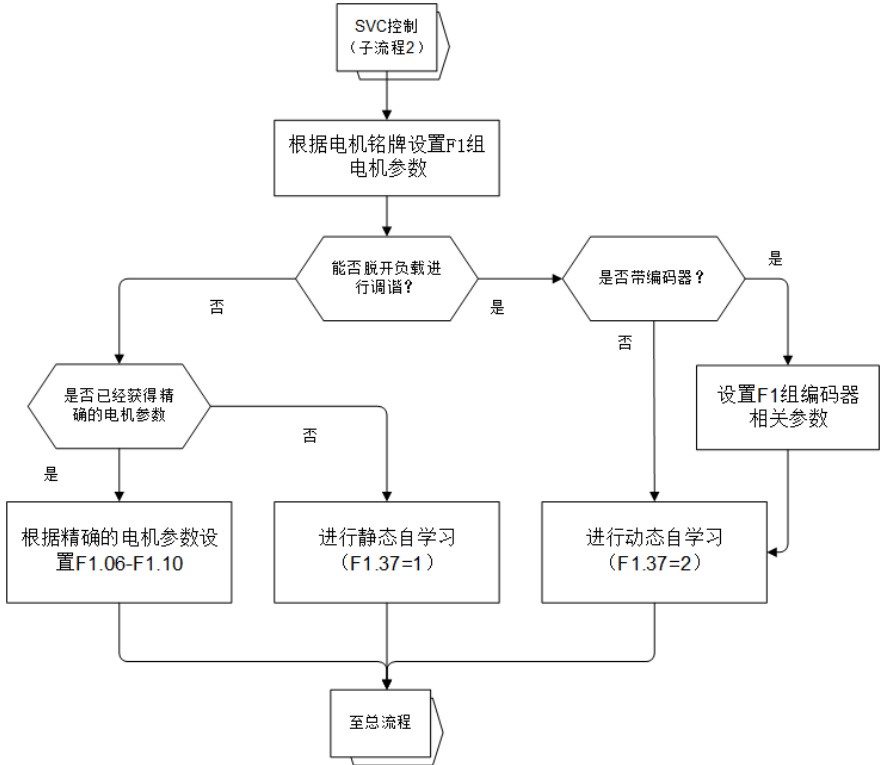 SVC控制
（子流程2）
根据电机铭牌设置F1组
电机参数
能否脱开负载进
行调谐？
是否带编码器？
是
否
是
否
是否已经获得精
确的电机参数
设置F1组编码器
相关参数
否
是
根据精确的电机参数设
置F1.06-F1.10
进行静态自学习
（F1.37=1）
进行动态自学习
（F1.37=2）
至总流程